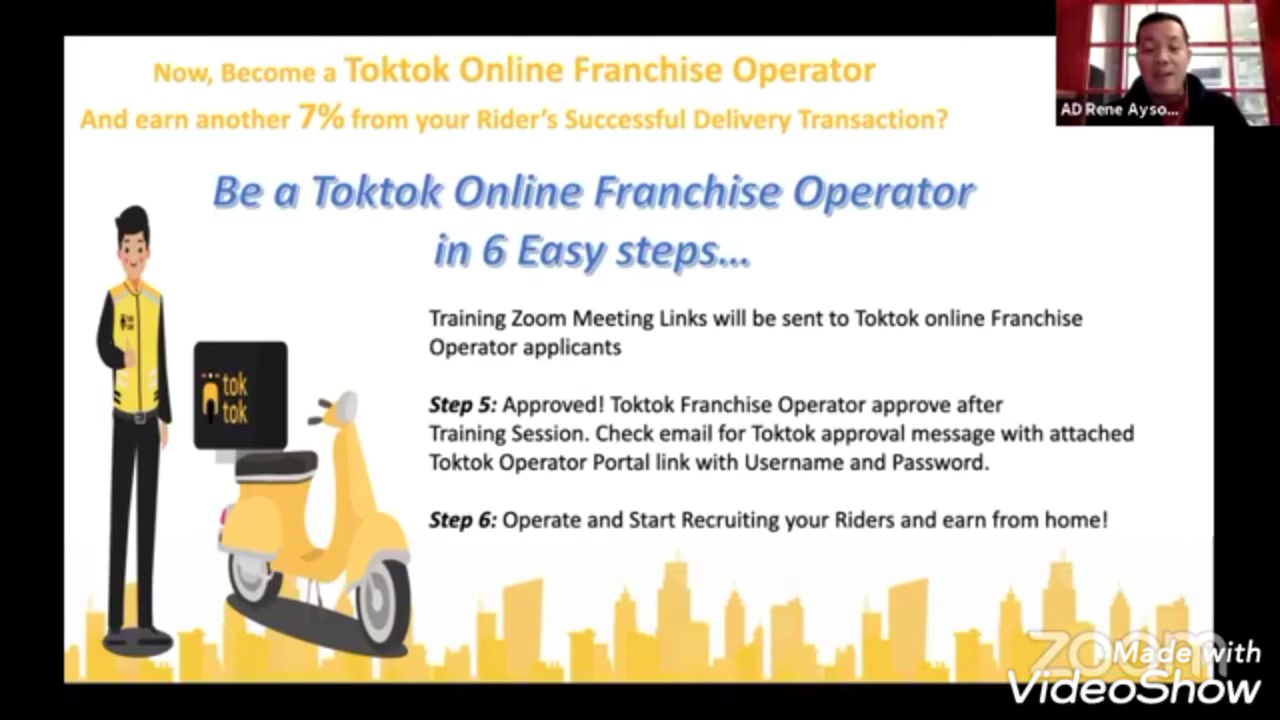 Now, Become a Toktok Online Franchise Operator
And earn another 7% from your Rider's Successful Delivery Transaction?
AD Rene Ayso...
Be a Toktok Online Franchise Operator
in 6 Easy steps...
Training Zoom Meeting Links will be sent to Toktok online Franchise
Operator applicants
Step 5: Approved! Toktok Franchise Operator approve after
Training Session. Check email for Toktok approval message with attached
Toktok Operator Portal link with Username and Password.
Step 6: Operate and Start Recruiting your Riders and earn from home!
tok
tok
zoom
Made with
VideoShow